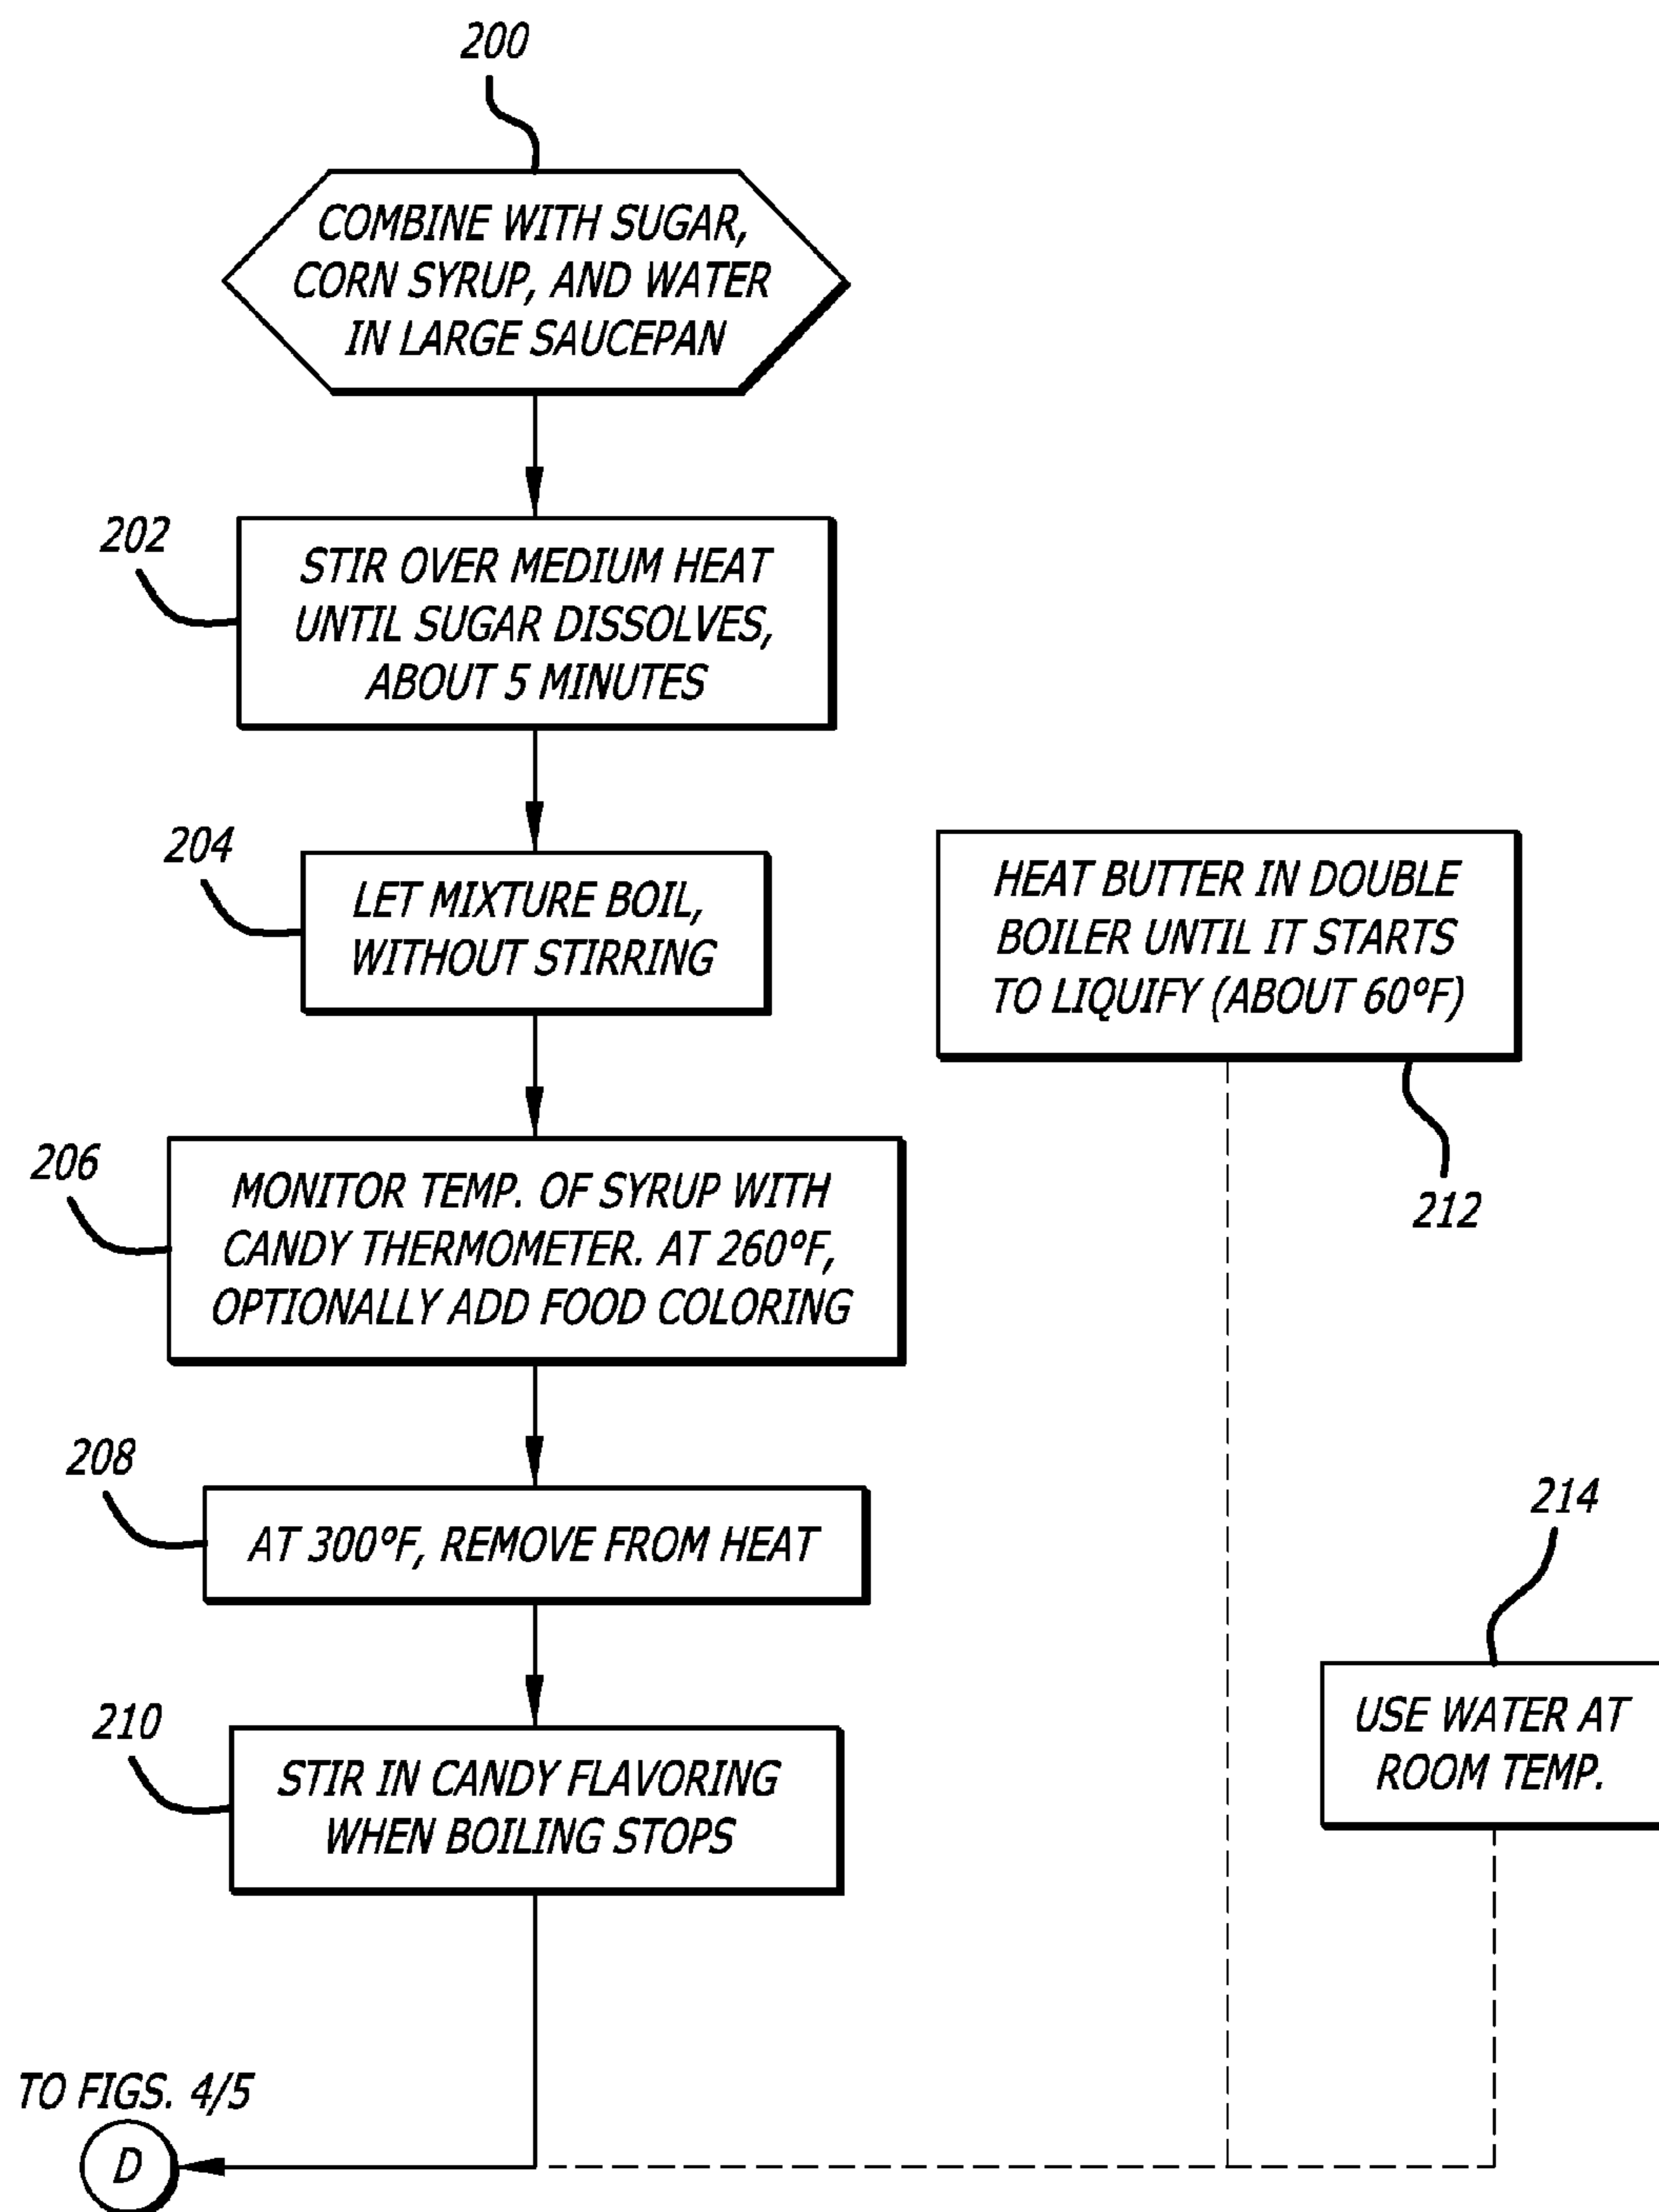 200
COMBINE WITH SUGAR,
CORN SYRUP, AND WATER
IN LARGE SAUCEPAN
202
STIR OVER MEDIUM HEAT
UNTIL SUGAR DISSOLVES,
ABOUT 5 MINUTES
204
LET MIXTURE BOIL,
WITHOUT STIRRING
HEAT BUTTER IN DOUBLE
BOILER UNTIL IT STARTS
TO LIQUIFY (ABOUT 60°F)
212
206
MONITOR TEMP. OF SYRUP WITH
CANDY THERMOMETER. AT 260°F,
OPTIONALLY ADD FOOD COLORING
208
AT 300°F, REMOVE FROM HEAT
214
USE WATER AT
ROOM TEMP.
210
STIR IN CANDY FLAVORING
WHEN BOILING STOPS
TO FIGS. 4/5
D